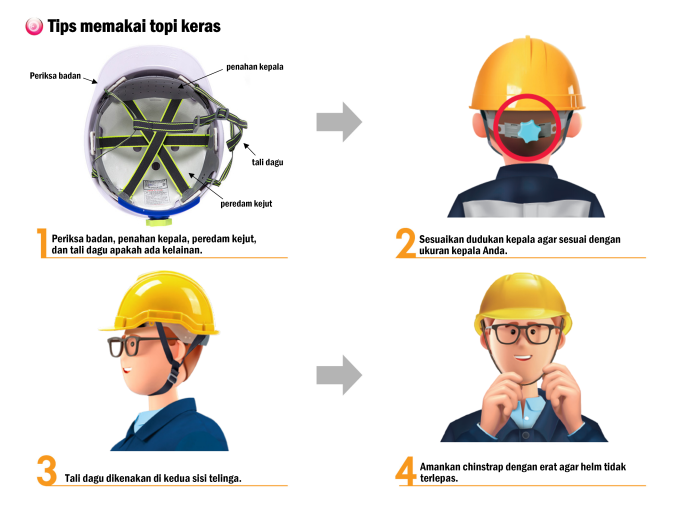 Tips memakai topi keras
Periksa badan
penahan kepala
tali dagu
peredam kejut
1 Periksa badan, penahan kepala, peredam kejut,
dan tali dagu apakah ada kelainan.
2 Sesuaikan dudukan kepala agar sesuai dengan
ukuran kepala Anda.
3 Tali dagu dikenakan di kedua sisi telinga.
4 Amankan chinstrap dengan erat agar helm tidak
terlepas.